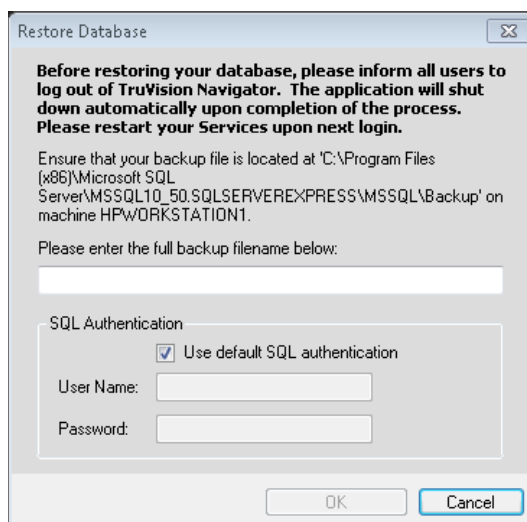 Restore Database
Before restoring your database, please inform all users to
log out of TruVision Navigator. The application will shut
down automatically upon completion of the process.
Please restart your Services upon next login.
Ensure that your backup file is located at 'C:\Program Files
(x86)\Microsoft SQL
Server\MSSQL10_50.SQLSERVEREXPRESS\MSSQL\Backup' on
machine HPWORKSTATION1.
Please enter the full backup filename below:
SQL Authentication
Use default SQL authentication
User Name:
Password:
OK
Cancel